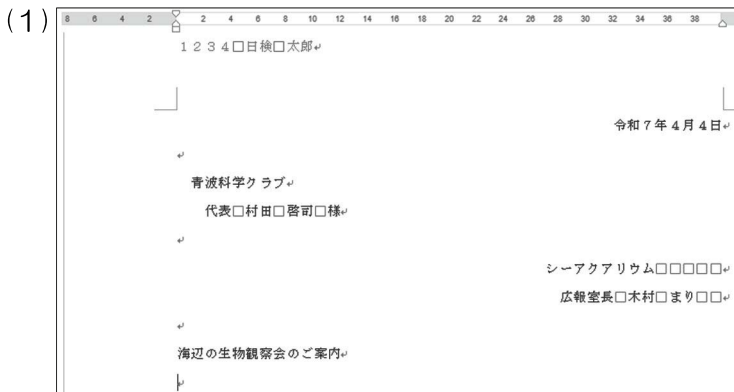 (1)
8 6 4 2 2 4 6 8 10 12 14 16 18 20 22 24 26 28 30 32 34 36 38
1234□日検□太郎↵
令和7年4月4日↵
↵
青波科学クラブ↵
代表□村田□啓司□様↵
↵
シーアクアリウム□□□□□↵
広報室長□木村□まり□□↵
↵
海辺の生物観察会のご案内↵
↵